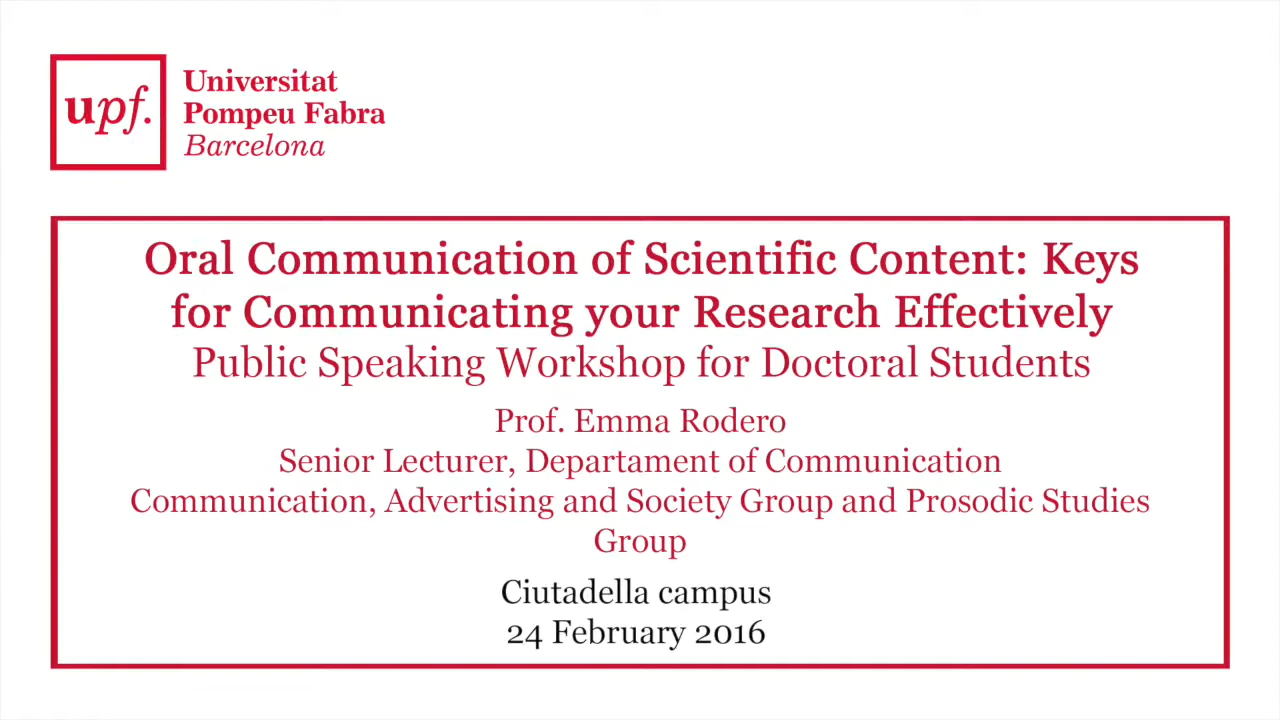 upf.
Universitat
Pompeu Fabra
Barcelona
Oral Communication of Scientific Content: Keys
for Communicating your Research Effectively
Public Speaking Workshop for Doctoral Students
Prof. Emma Rodero
Senior Lecturer, Departament of Communication
Communication, Advertising and Society Group and Prosodic Studies
Group
Ciutadella campus
24 February 2016